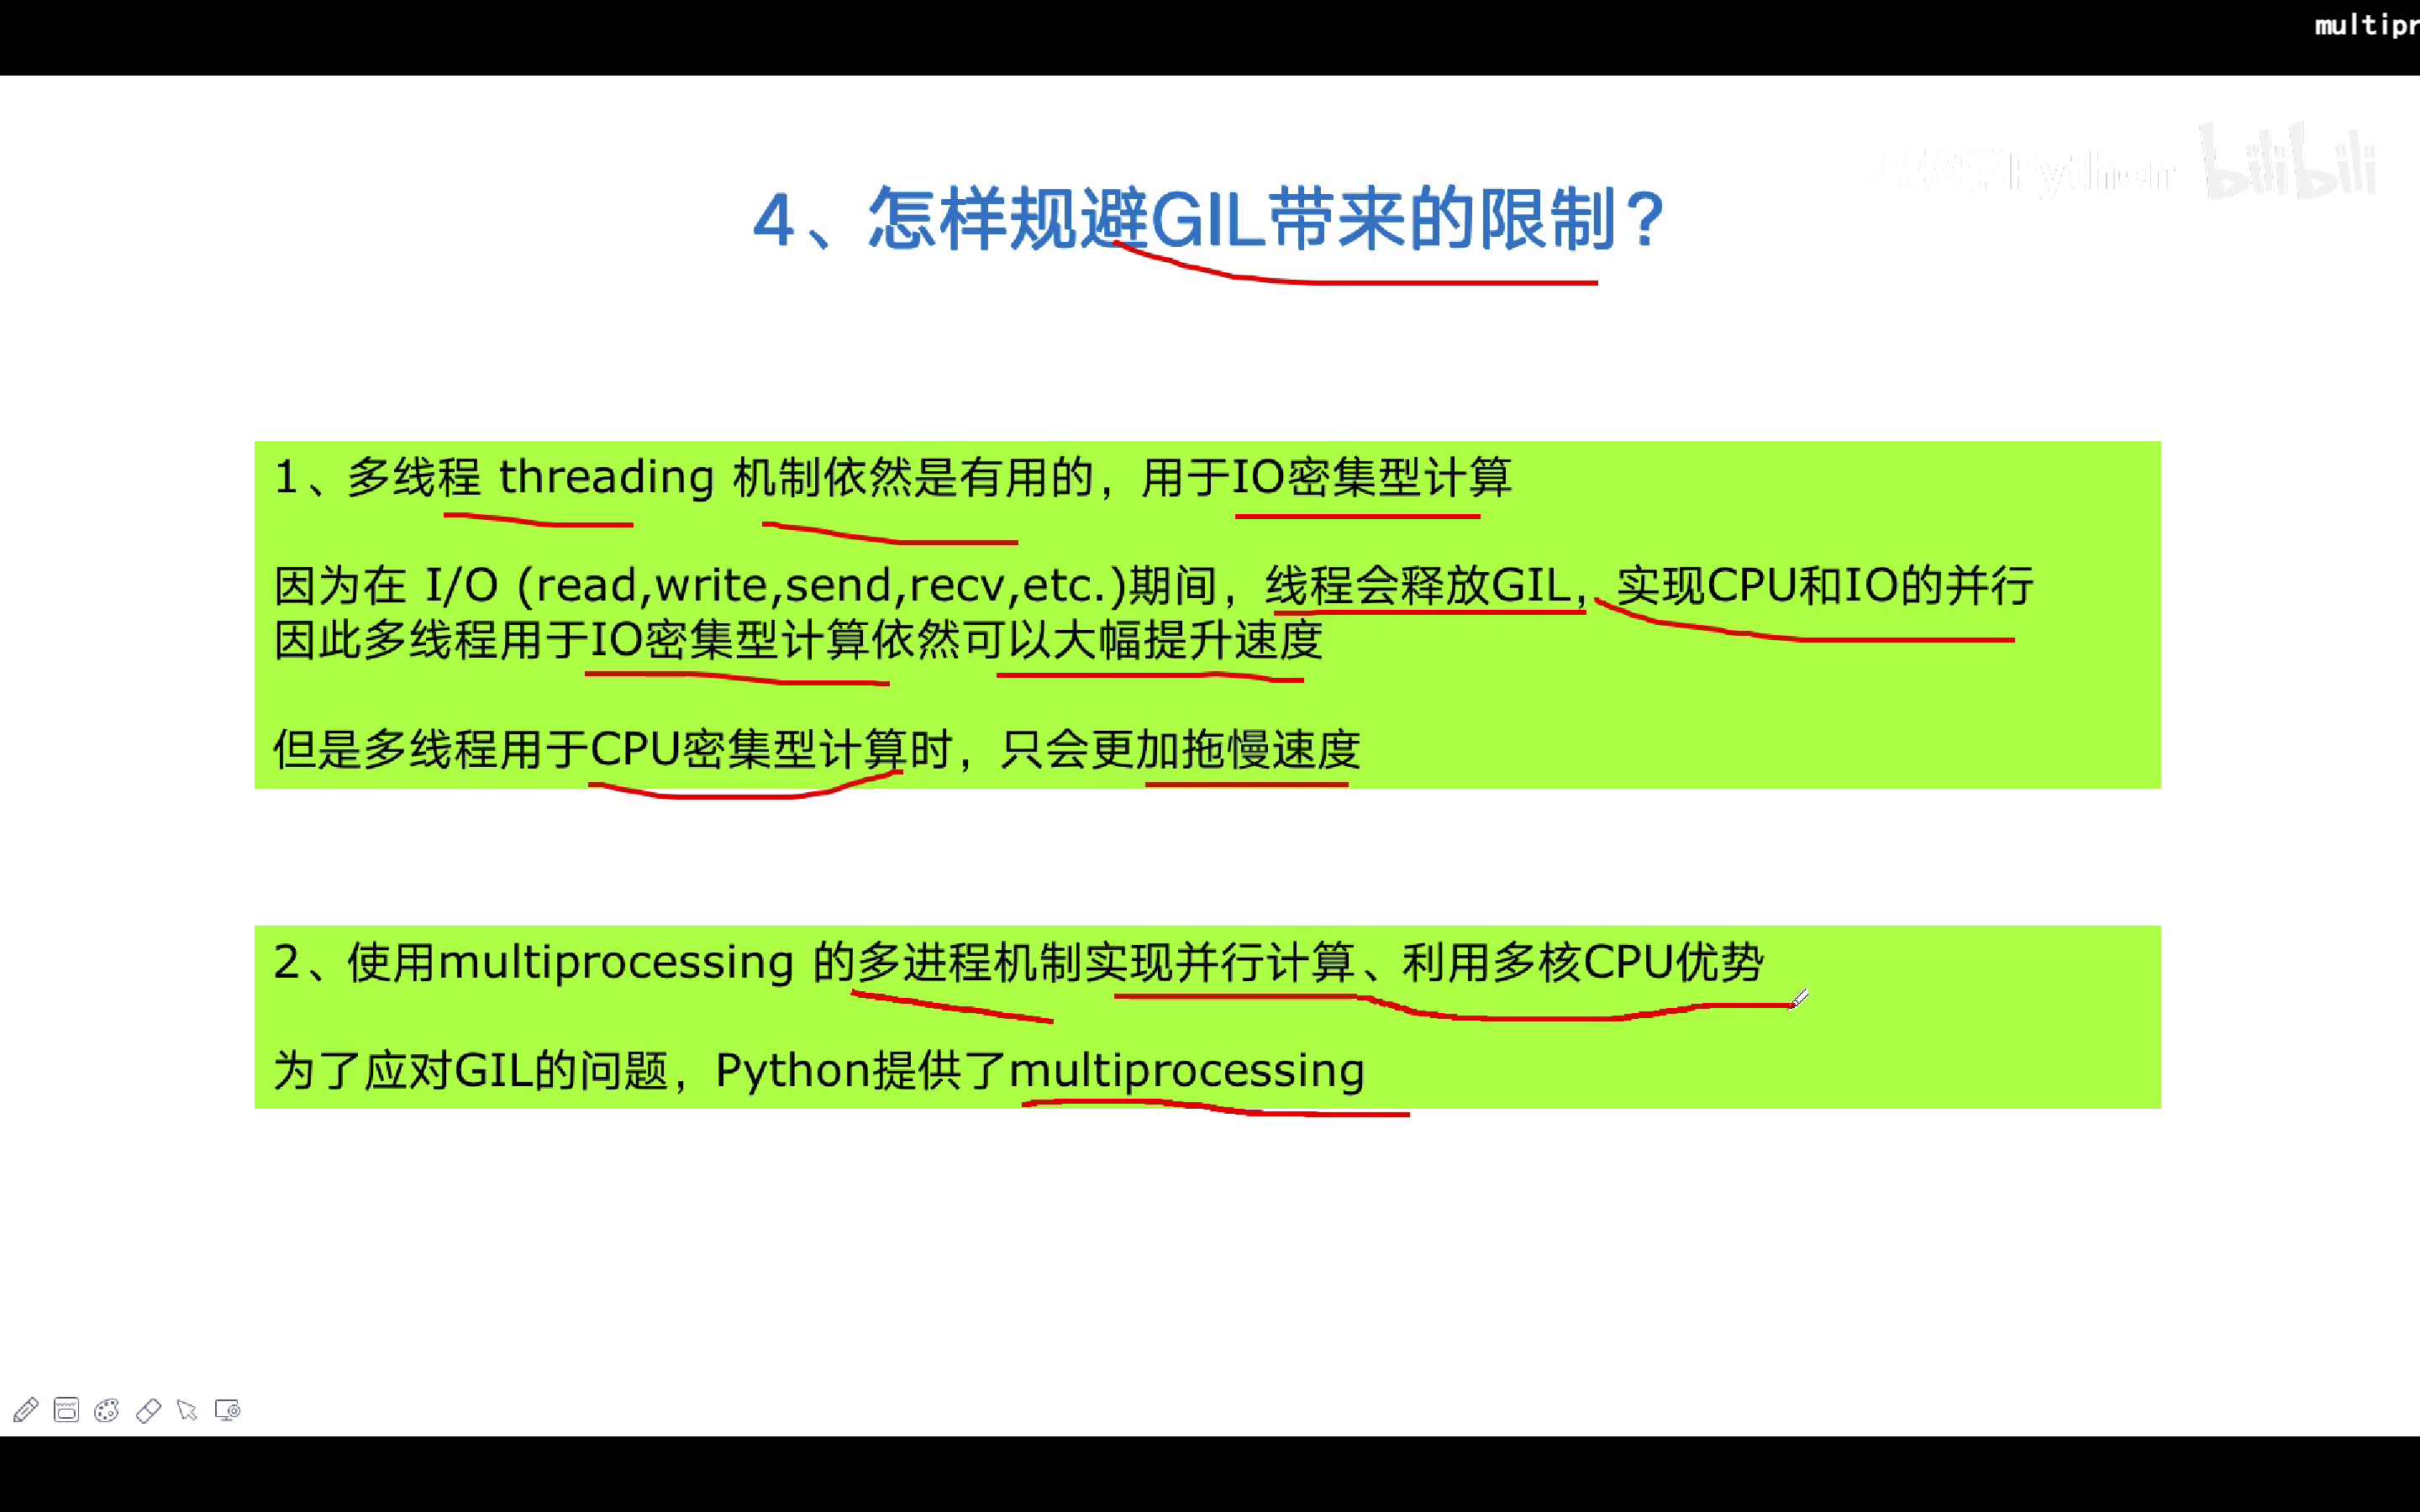 multipr
Python bilibili
4、怎样规避GIL带来的限制？
1、多线程 threading 机制依然是有用的，用于IO密集型计算
因为在 I/O (read,write,send,recv,etc.)期间，线程会释放GIL，实现CPU和IO的并行
因此多线程用于IO密集型计算依然可以大幅提升速度
但是多线程用于CPU密集型计算时，只会更加拖慢速度
2、使用multiprocessing 的多进程机制实现并行计算、利用多核CPU优势
为了应对GIL的问题，Python提供了multiprocessing